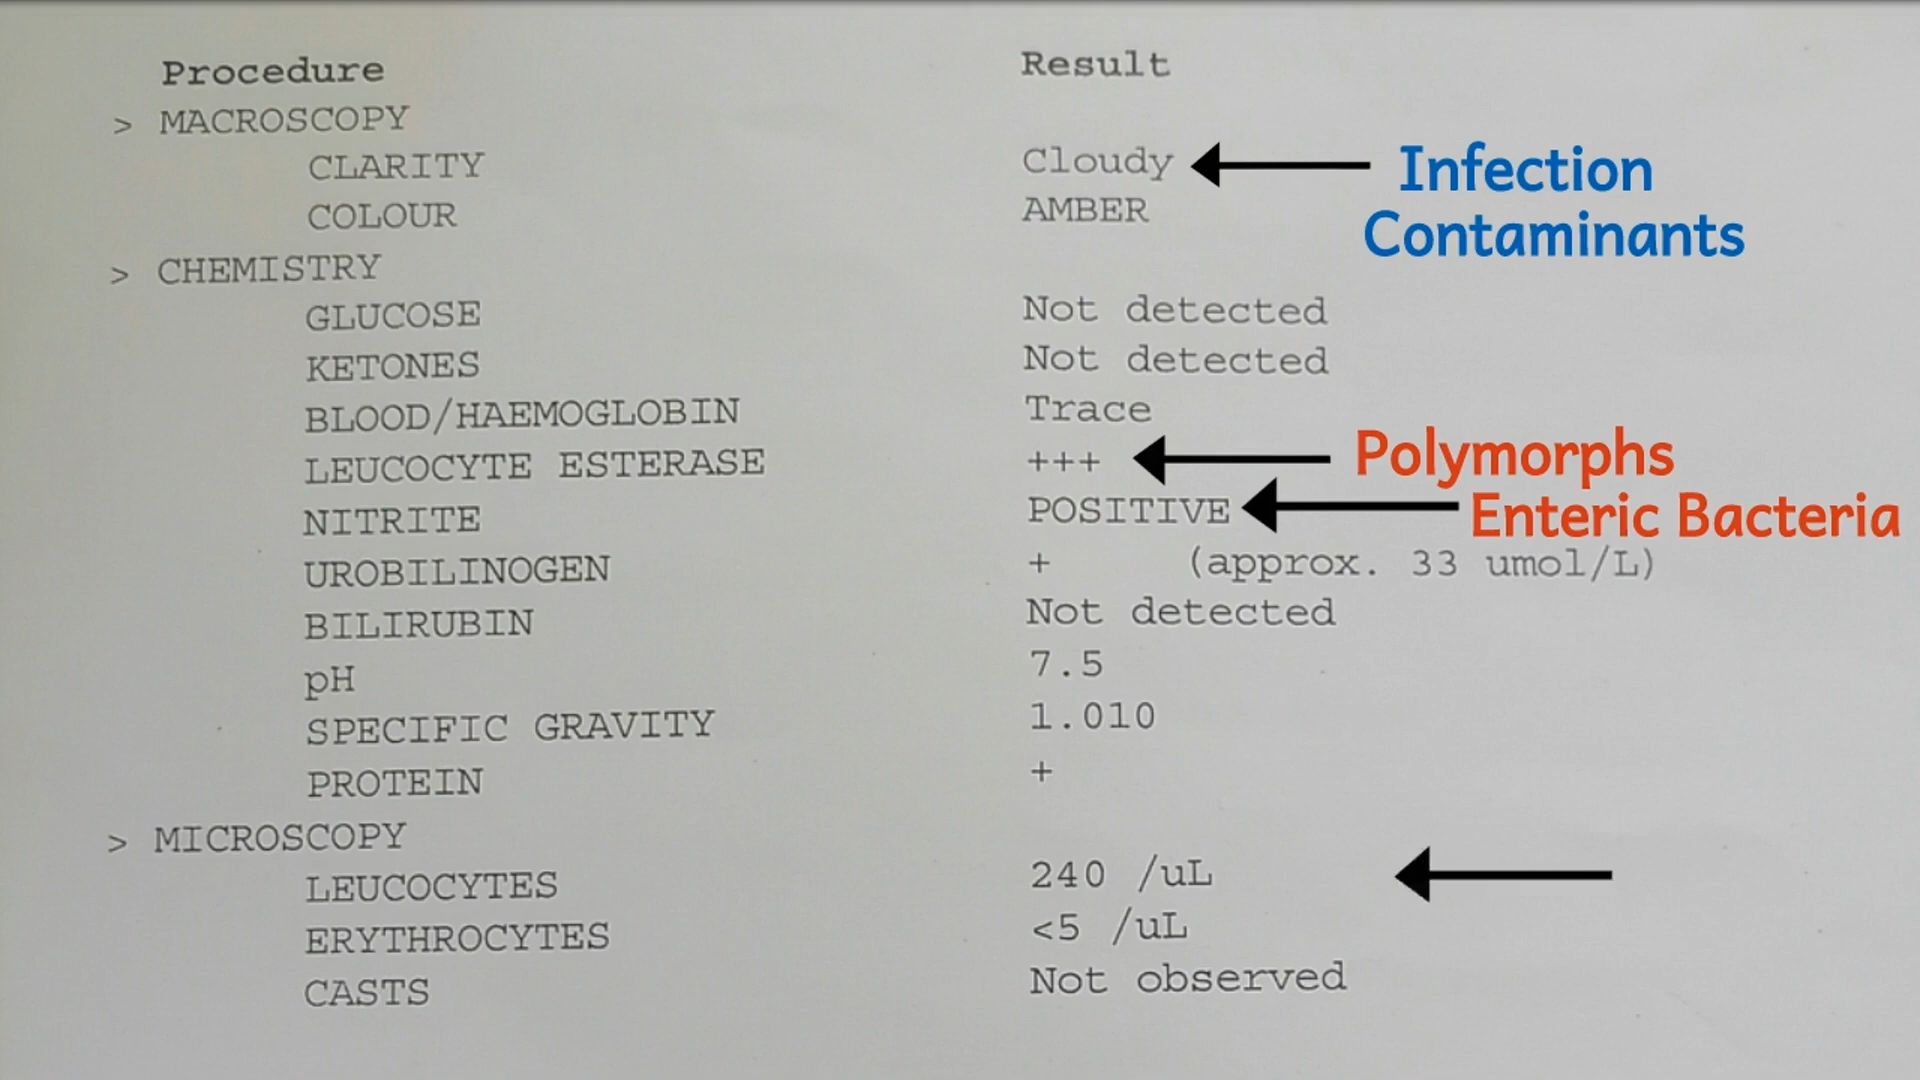 Procedure Result
> MACROSCOPY
CLARITY Cloudy Infection
COLOUR AMBER Contaminants
> CHEMISTRY
GLUCOSE Not detected
KETONES Not detected
BLOOD/HAEMOGLOBIN Trace
LEUCOCYTE ESTERASE +++ Polymorphs
NITRITE POSITIVE Enteric Bacteria
UROBILINOGEN + (approx. 33 umol/L)
BILIRUBIN Not detected
pH 7.5
SPECIFIC GRAVITY 1.010
PROTEIN +
> MICROSCOPY
LEUCOCYTES 240 /uL
ERYTHROCYTES <5 /uL
CASTS Not observed